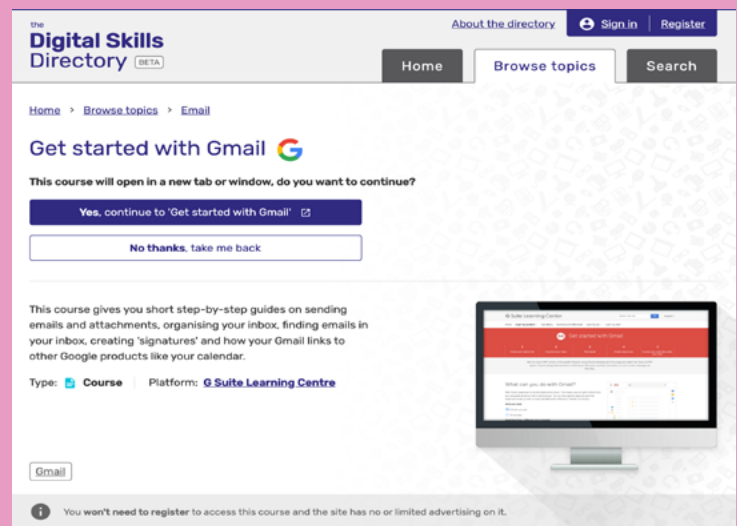 the
Digital Skills
Directory BETA
About the directory
Sign in
Register
Home
Browse topics
Search
Home > Browse topics > Email
Get started with Gmail
This course will open in a new tab or window, do you want to continue?
Yes, continue to 'Get started with Gmail'
No thanks, take me back
This course gives you short step-by-step guides on sending
emails and attachments, organising your inbox, finding emails in
your inbox, creating 'signatures' and how your Gmail links to
other Google products like your calendar.
Type: Course Platform: G Suite Learning Centre
G Suite Learning Center
Get started with Gmail
What can you do with Gmail?
Gmail
You won't need to register to access this course and the site has no or limited advertising on it.